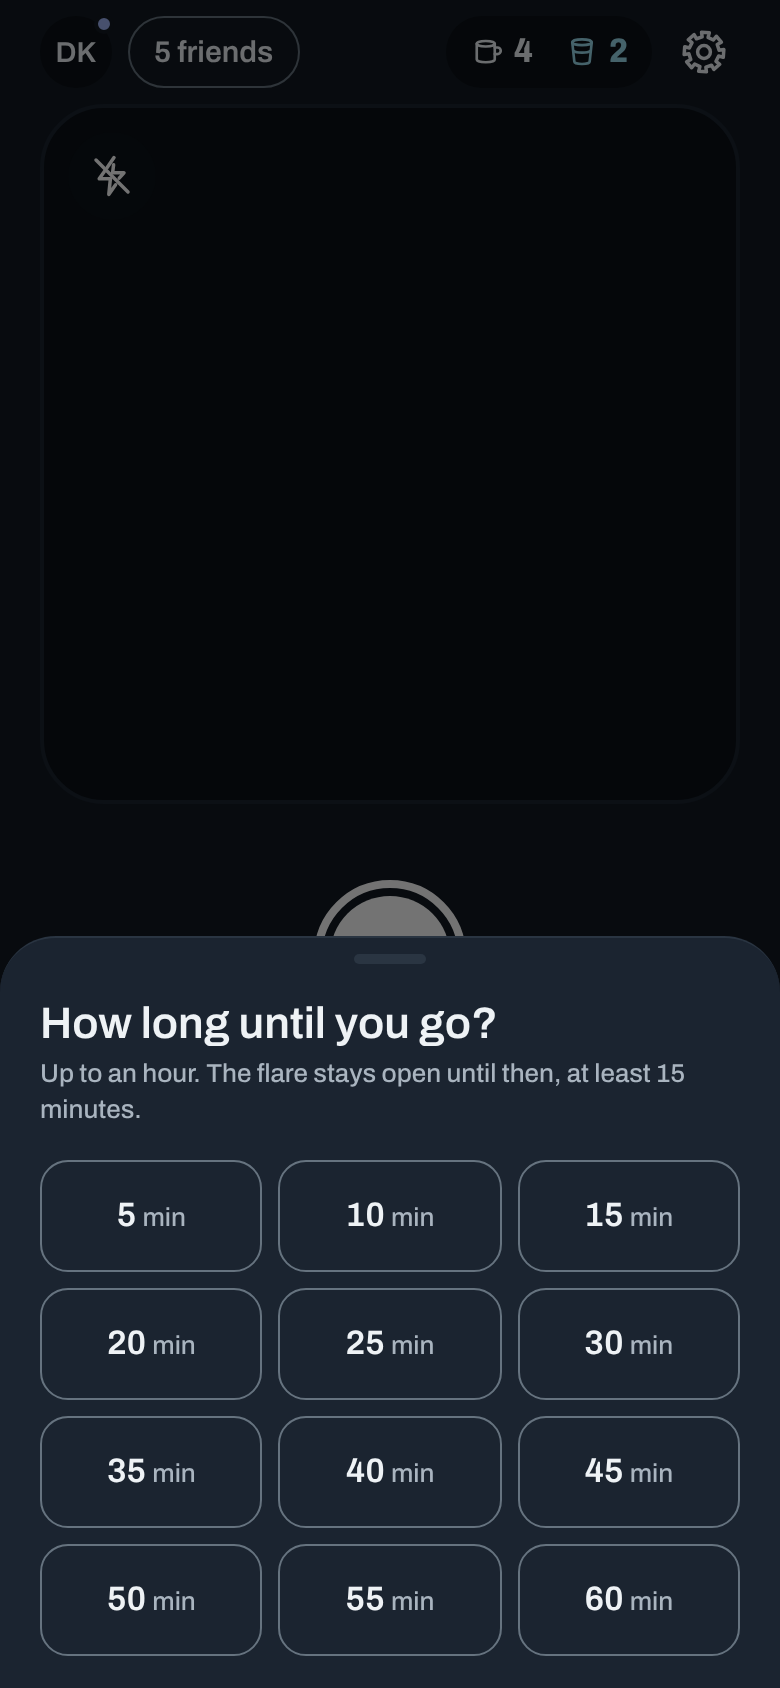 DK
5 friends
4
2
How long until you go?
Up to an hour. The flare stays open until then, at least 15
minutes.
5 min
10 min
15 min
20 min
25 min
30 min
35 min
40 min
45 min
50 min
55 min
60 min